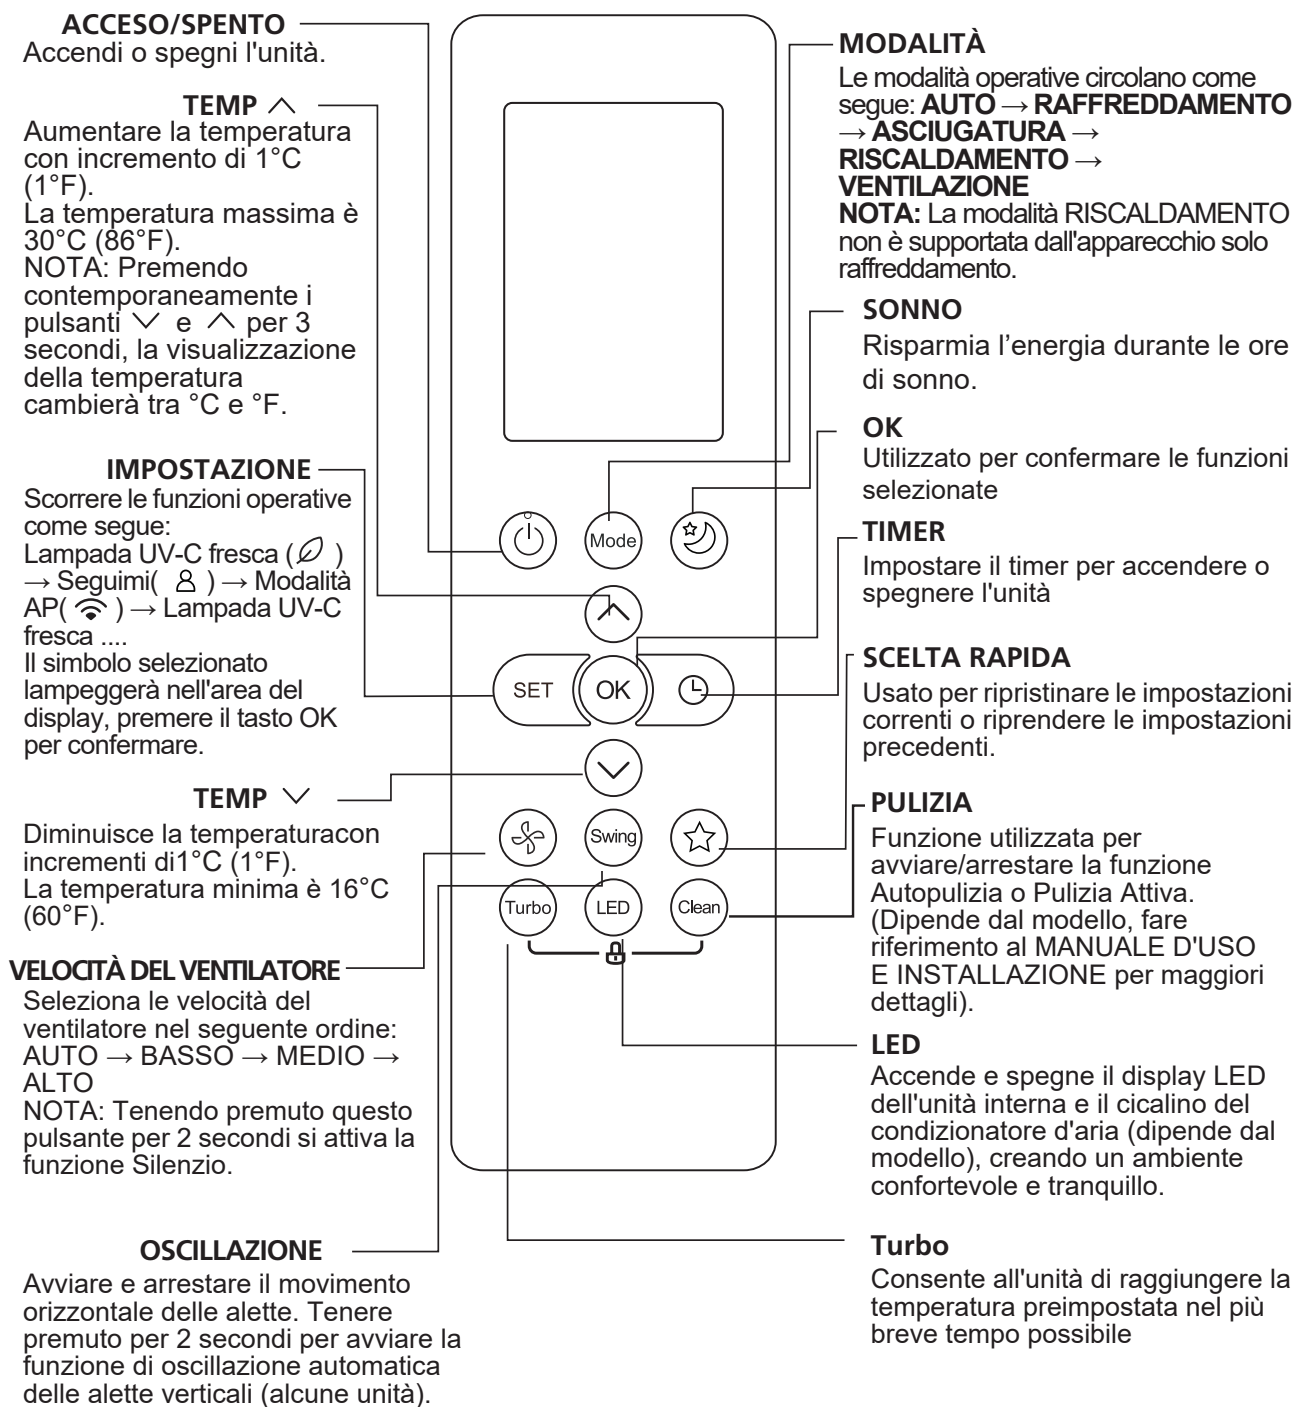 ACCESO/SPENTO
Accendi o spegni l'unità.
TEMP
Aumentare la temperatura
con incremento di 1°C
(1°F).
La temperatura massima è
30°C (86°F).
NOTA: Premendo
contemporaneamente i
pulsanti e per 3
secondi, la visualizzazione
della temperatura
cambierà tra °C e °F.
IMPOSTAZIONE
Scorrere le funzioni operative
come segue:
Lampada UV-C fresca ( )
→ Seguimi( ) → Modalità
AP( ) → Lampada UV-C
fresca ....
Il simbolo selezionato
lampeggerà nell'area del
display, premere il tasto OK
per confermare.
TEMP
Diminuisce la temperaturacon
incrementi di1°C (1°F).
La temperatura minima è 16°C
(60°F).
VELOCITÀ DEL VENTILATORE
Seleziona le velocità del
ventilatore nel seguente ordine:
AUTO → BASSO → MEDIO →
ALTO
NOTA: Tenendo premuto questo
pulsante per 2 secondi si attiva la
funzione Silenzio.
OSCILLAZIONE
Avviare e arrestare il movimento
orizzontale delle alette. Tenere
premuto per 2 secondi per avviare la
funzione di oscillazione automatica
delle alette verticali (alcune unità).
Mode
SET
OK
Swing
Turbo
LED
Clean
MODALITÀ
Le modalità operative circolano come
segue: AUTO → RAFFREDDAMENTO
→ ASCIUGATURA →
RISCALDAMENTO →
VENTILAZIONE
NOTA: La modalità RISCALDAMENTO
non è supportata dall'apparecchio solo
raffreddamento.
SONNO
Risparmia l’energia durante le ore
di sonno.
OK
Utilizzato per confermare le funzioni
selezionate
TIMER
Impostare il timer per accendere o
spegnere l'unità
SCELTA RAPIDA
Usato per ripristinare le impostazioni
correnti o riprendere le impostazioni
precedenti.
PULIZIA
Funzione utilizzata per
avviare/arrestare la funzione
Autopulizia o Pulizia Attiva.
(Dipende dal modello, fare
riferimento al MANUALE D'USO
E INSTALLAZIONE per maggiori
dettagli).
LED
Accende e spegne il display LED
dell'unità interna e il cicalino del
condizionatore d'aria (dipende dal
modello), creando un ambiente
confortevole e tranquillo.
Turbo
Consente all'unità di raggiungere la
temperatura preimpostata nel più
breve tempo possibile